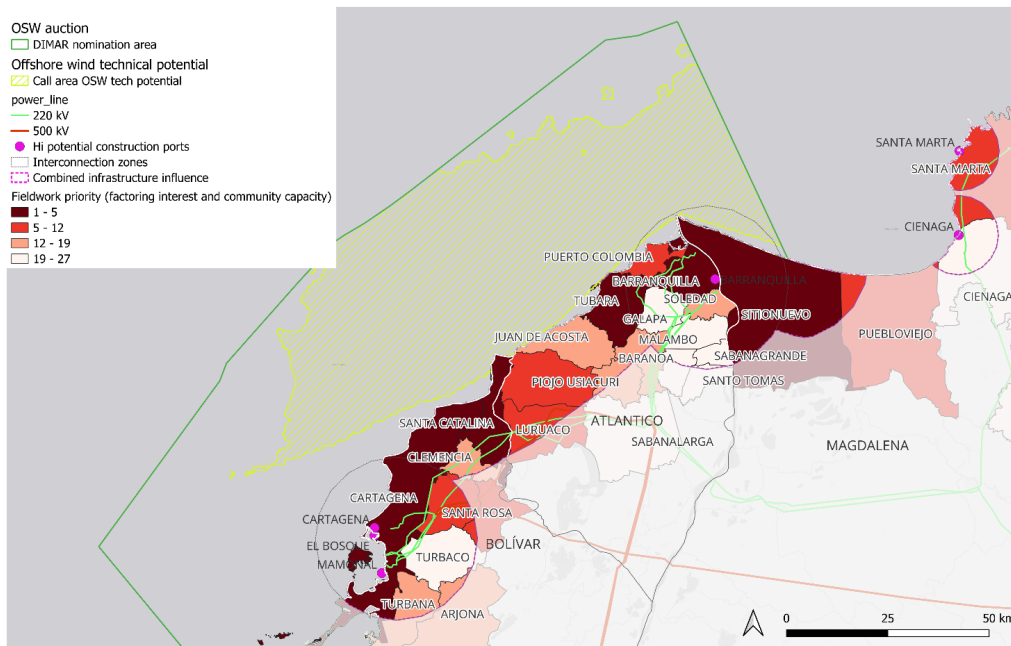 OSW auction
DIMAR nomination area
Offshore wind technical potential
Call area OSW tech potential
power_line
220 kV
500 kV
Hi potential construction ports
Interconnection zones
Combined infrastructure influence
Fieldwork priority (factoring interest and community capacity)
1 - 5
5 - 12
12 - 19
19 - 27
SANTA MARTA
SANTA MARTA
CIENAGA
PUERTO COLOMBIA
BARRANQUILLA
BARRANQUILLA
CIENAGA
TUBARA
SOLEDAD
GALAPA
SITIONUEVO
JUAN DE ACOSTA
MALAMBO
PUEBLOVIEJO
BARANOA
SABANAGRANDE
PIOJO
USIACURI
SANTO TOMAS
SANTA CATALINA
LURUACO
ATLANTICO
SABANALARGA
MAGDALENA
CLEMENCIA
CARTAGENA
CARTAGENA
SANTA ROSA
EL BOSQUE
BOLÍVAR
MAMONAL
TURBACO
TURBANA
ARJONA
0
25
50 km